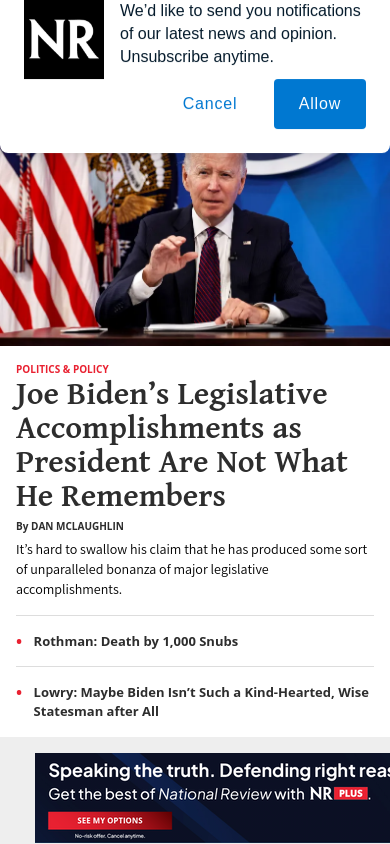 NR
We’d like to send you notifications
of our latest news and opinion.
Unsubscribe anytime.
Cancel
Allow
POLITICS & POLICY
Joe Biden’s Legislative
Accomplishments as
President Are Not What
He Remembers
By DAN MCLAUGHLIN
It’s hard to swallow his claim that he has produced some sort
of unparalleled bonanza of major legislative
accomplishments.
• Rothman: Death by 1,000 Snubs
• Lowry: Maybe Biden Isn’t Such a Kind-Hearted, Wise
Statesman after All
Speaking the truth. Defending right reas
Get the best of National Review with NR PLUS.
SEE MY OPTIONS
No-risk offer. Cancel anytime.